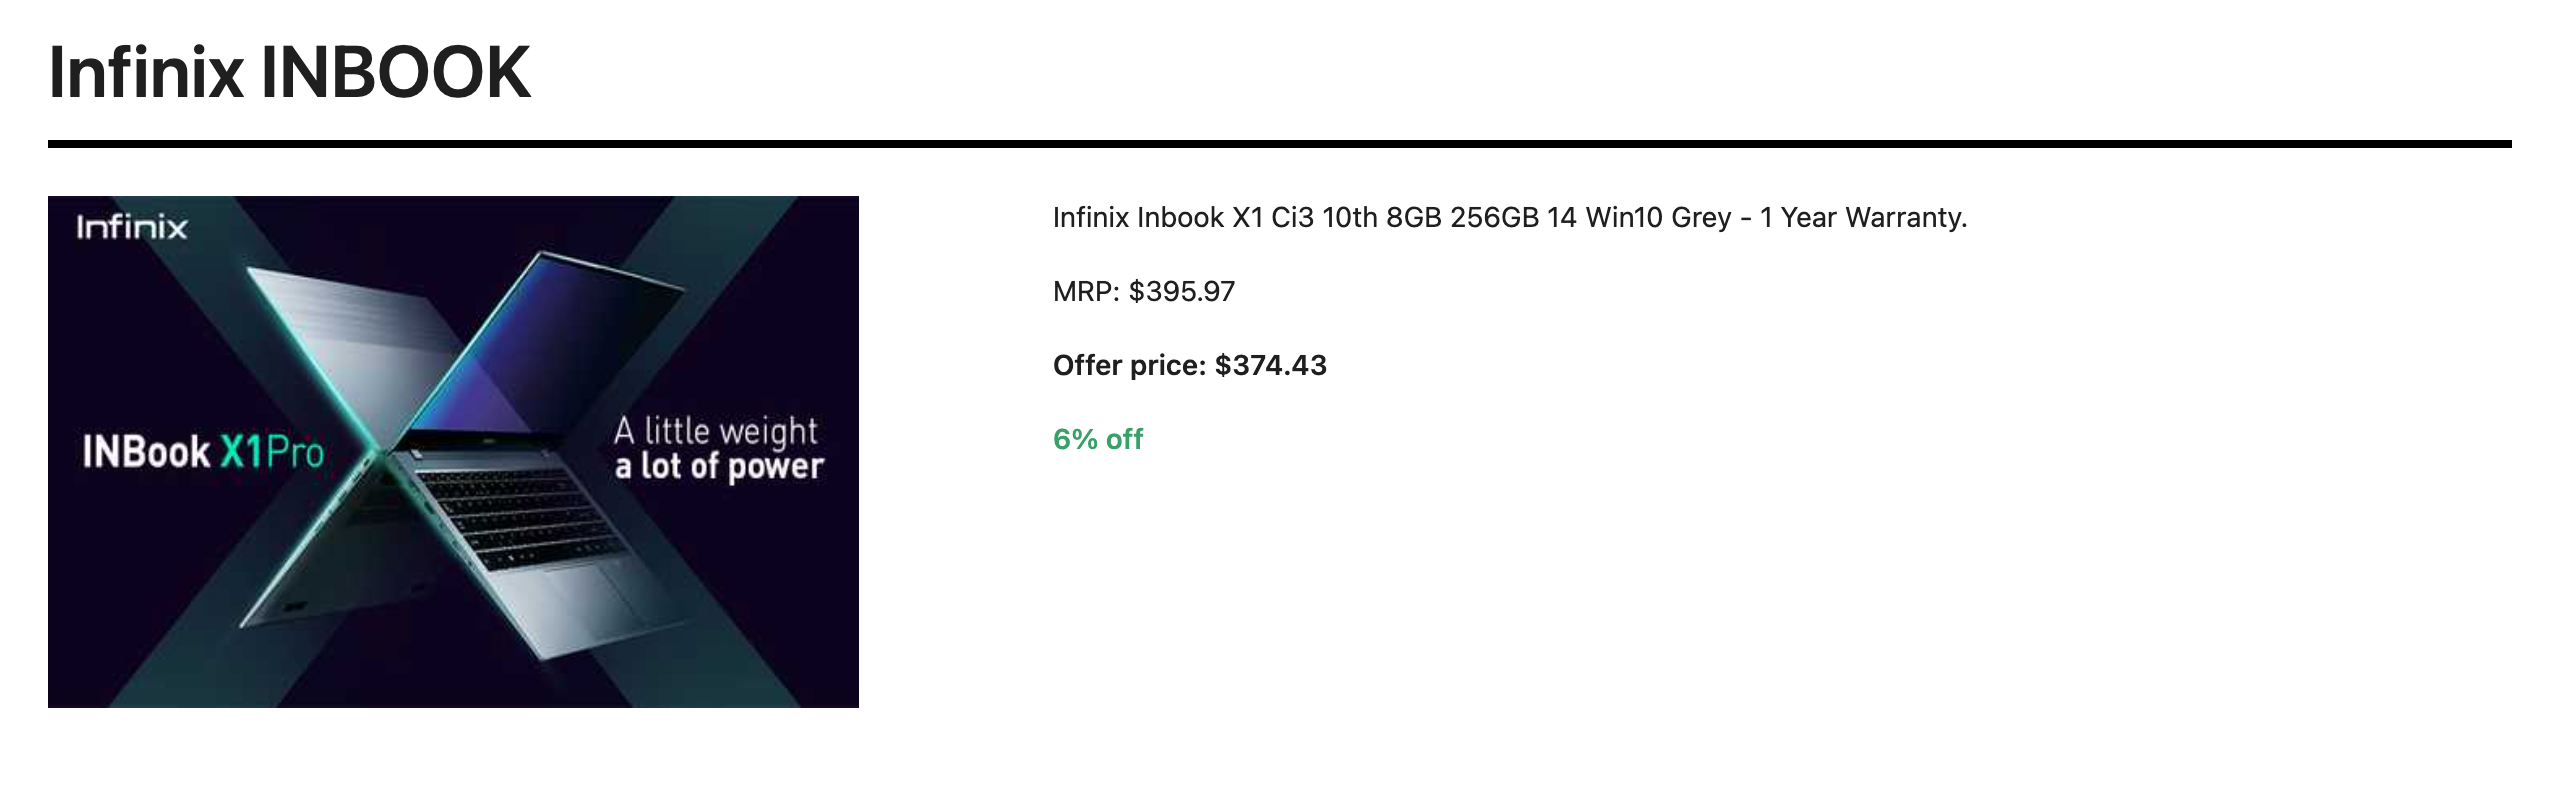 Infinix INBOOK
Infinix
INBook X1Pro
A little weight
a lot of power
Infinix Inbook X1 Ci3 10th 8GB 256GB 14 Win10 Grey - 1 Year Warranty.
MRP: $395.97
Offer price: $374.43
6% off